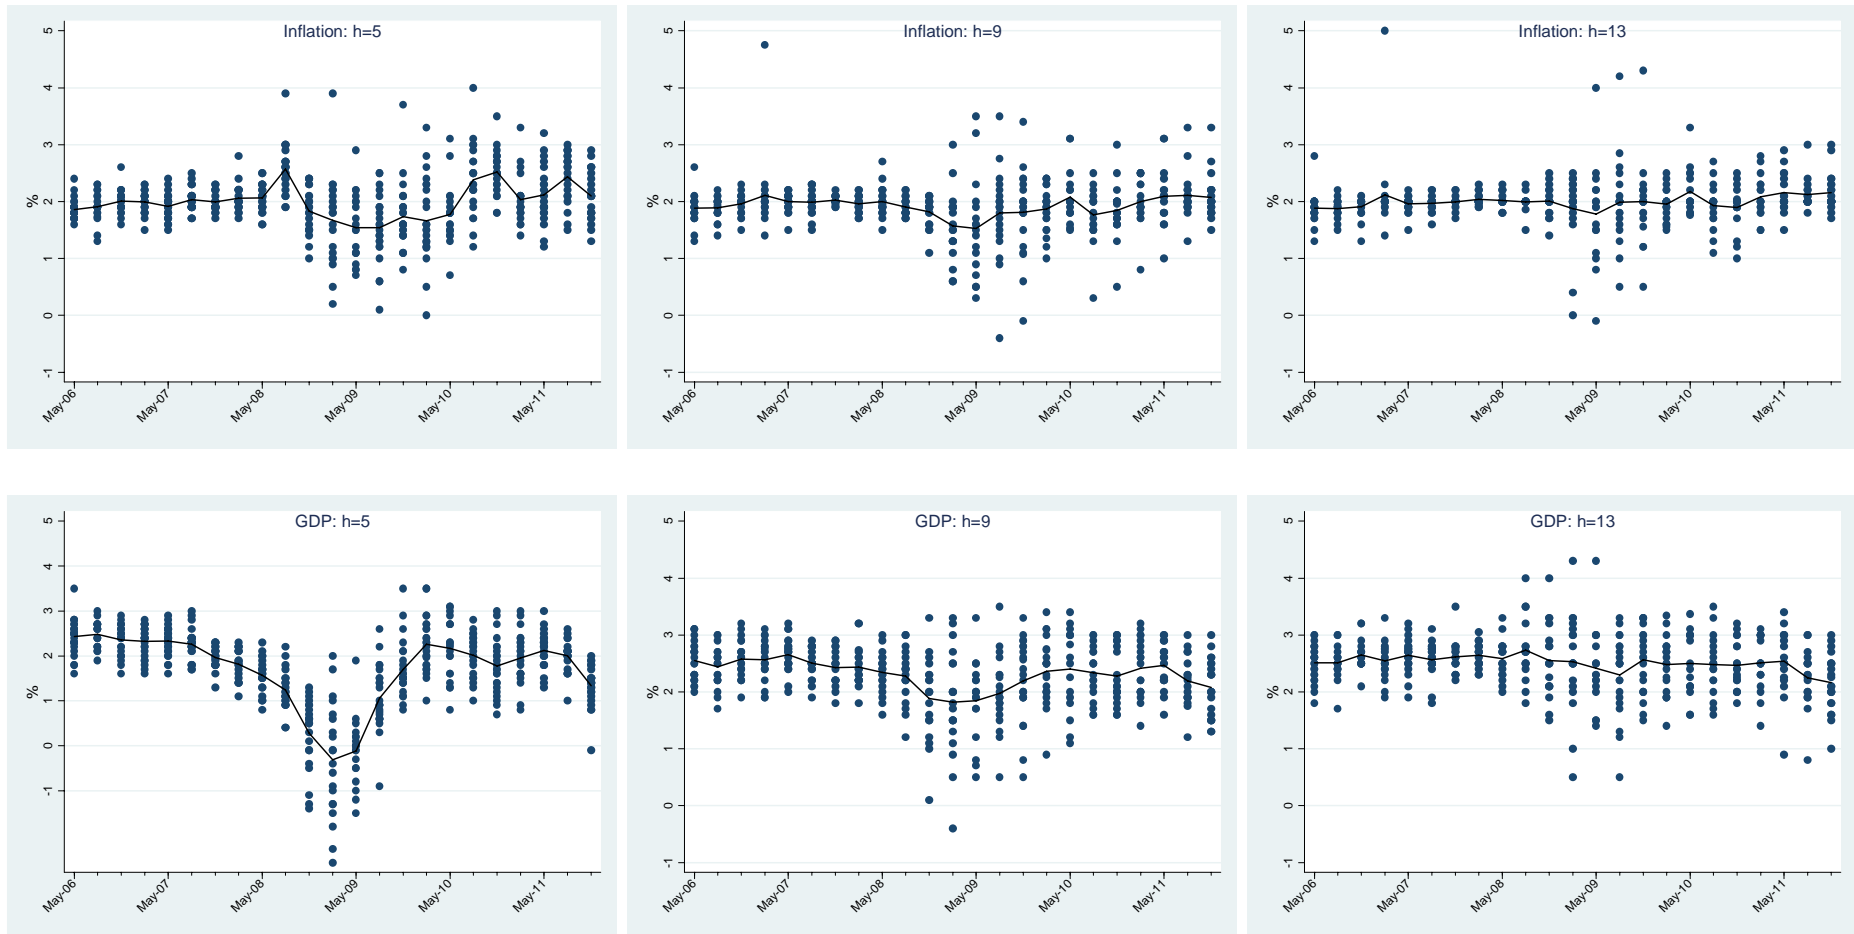 Inflation: h=5
%
5
4
3
2
1
0
-1
May-06
May-07
May-08
May-09
May-10
May-11
Inflation: h=9
%
5
4
3
2
1
0
-1
May-06
May-07
May-08
May-09
May-10
May-11
Inflation: h=13
%
5
4
3
2
1
0
-1
May-06
May-07
May-08
May-09
May-10
May-11
GDP: h=5
%
5
4
3
2
1
0
-1
May-06
May-07
May-08
May-09
May-10
May-11
GDP: h=9
%
5
4
3
2
1
0
-1
May-06
May-07
May-08
May-09
May-10
May-11
GDP: h=13
%
5
4
3
2
1
0
-1
May-06
May-07
May-08
May-09
May-10
May-11